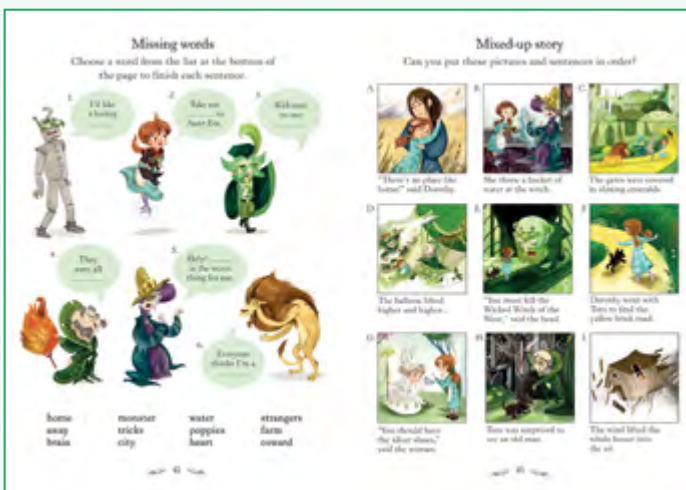 Missing words
Choose a word from the list at the bottom
of the page to finish each sentence.
1.
I'd like
a loving
2.
Take me
to
Aunt Em.
3.
Welcome
to our
4.
They
were all
5.
Help!
is the worst
thing for me.
6.
Everyone
thinks I'm a
home
away
brain
monster
tricks
city
water
poppies
heart
strangers
farm
coward
Mixed-up story
Can you put these pictures and sentences in order?
A.
"There's no place like
home!" said Dorothy.
B.
She threw a bucket of
water at the witch.
C.
The gates were covered
in shining emeralds.
D.
The balloon lifted
higher and higher...
E.
"You must kill the
Wicked Witch of the
West," said the head.
F.
Dorothy went with
Toto to find the
yellow brick road.
G.
"You should have
the silver shoes,"
said the woman.
H.
Toto was surprised to
see an old man.
I.
The wind lifted the
whole house into
the air.